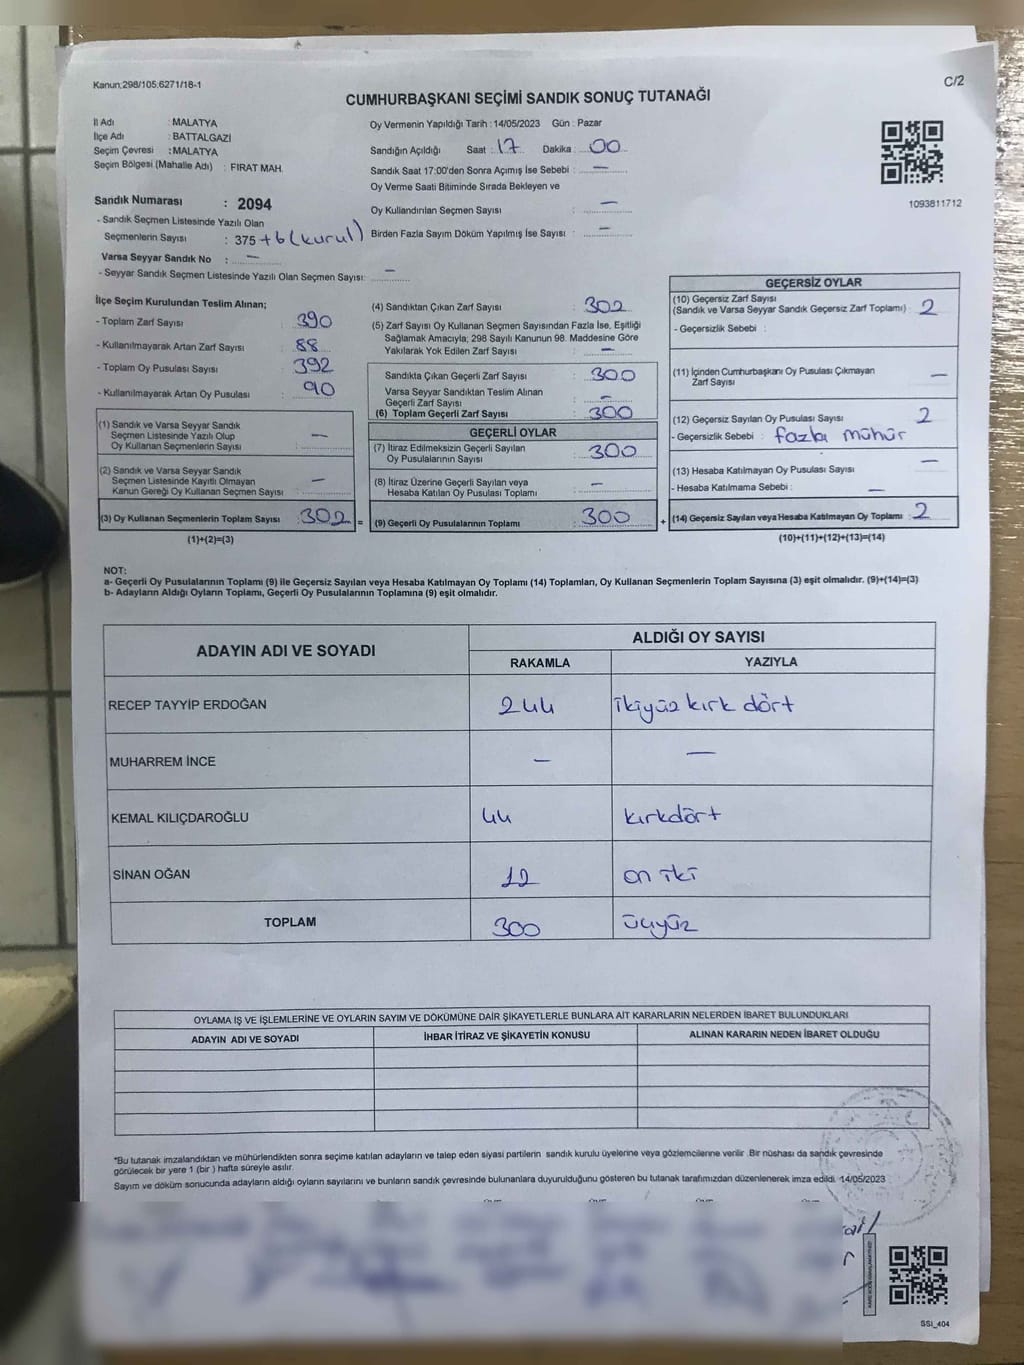 Kanun:298/105;6271/18-1
C/2
CUMHURBAŞKANI SEÇİMİ SANDIK SONUÇ TUTANAĞI
İl Adı : MALATYA
İlçe Adı : BATTALGAZİ
Seçim Çevresi : MALATYA
Seçim Bölgesi (Mahalle Adı) : FIRAT MAH.
Oy Vermenin Yapıldığı Tarih : 14/05/2023 Gün : Pazar
Sandığın Açıldığı Saat : 17 Dakika : 00
Sandık Saat 17:00'den Sonra Açımış İse Sebebi : —
Oy Verme Saati Bitiminde Sırada Bekleyen ve
Oy Kullandırılan Seçmen Sayısı : —
Birden Fazla Sayım Döküm Yapılmış İse Sayısı : —
1093811712
Sandık Numarası : 2094
- Sandık Seçmen Listesinde Yazılı Olan
Seçmenlerin Sayısı : 375 +6 (kurul)
Varsa Seyyar Sandık No : —
- Seyyar Sandık Seçmen Listesinde Yazılı Olan Seçmen Sayısı: —
İlçe Seçim Kurulundan Teslim Alınan;
- Toplam Zarf Sayısı : 390
- Kullanılmayarak Artan Zarf Sayısı : 88
- Toplam Oy Pusulası Sayısı : 392
- Kullanılmayarak Artan Oy Pusulası : 90
(1) Sandık ve Varsa Seyyar Sandık
Seçmen Listesinde Yazılı Olup
Oy Kullanan Seçmenlerin Sayısı : —
(2) Sandık ve Varsa Seyyar Sandık
Seçmen Listesinde Kayıtlı Olmayan
Kanun Gereği Oy Kullanan Seçmen Sayısı : —
(3) Oy Kullanan Seçmenlerin Toplam Sayısı : 302 =
(1)+(2)=(3)
(4) Sandıktan Çıkan Zarf Sayısı : 302
(5) Zarf Sayısı Oy Kullanan Seçmen Sayısından Fazla İse, Eşitliği
Sağlamak Amacıyla; 298 Sayılı Kanunun 98. Maddesine Göre
Yakılarak Yok Edilen Zarf Sayısı : —
Sandıkta Çıkan Geçerli Zarf Sayısı : 300
Varsa Seyyar Sandıktan Teslim Alınan
Geçerli Zarf Sayısı : —
(6) Toplam Geçerli Zarf Sayısı : 300
GEÇERLİ OYLAR
(7) İtiraz Edilmeksizin Geçerli Sayılan
Oy Pusulalarının Sayısı : 300
(8) İtiraz Üzerine Geçerli Sayılan veya
Hesaba Katılan Oy Pusulası Toplamı : —
(9) Geçerli Oy Pusulalarının Toplamı : 300 +
GEÇERSİZ OYLAR
(10) Geçersiz Zarf Sayısı
(Sandık ve Varsa Seyyar Sandık Geçersiz Zarf Toplamı) : 2
- Geçersizlik Sebebi :
(11) İçinden Cumhurbaşkanı Oy Pusulası Çıkmayan
Zarf Sayısı —
(12) Geçersiz Sayılan Oy Pusulası Sayısı 2
- Geçersizlik Sebebi : fazla mühür
(13) Hesaba Katılmayan Oy Pusulası Sayısı —
- Hesaba Katılmama Sebebi : —
(14) Geçersiz Sayılan veya Hesaba Katılmayan Oy Toplamı : 2
(10)+(11)+(12)+(13)=(14)
NOT:
a- Geçerli Oy Pusulalarının Toplamı (9) ile Geçersiz Sayılan veya Hesaba Katılmayan Oy Toplamı (14) Toplamları, Oy Kullanan Seçmenlerin Toplam Sayısına (3) eşit olmalıdır. (9)+(14)=(3)
b- Adayların Aldığı Oyların Toplamı, Geçerli Oy Pusulalarının Toplamına (9) eşit olmalıdır.
ADAYIN ADI VE SOYADI ALDIĞI OY SAYISI
RAKAMLA YAZIYLA
RECEP TAYYİP ERDOĞAN 244 ikiyüz kırk dört
MUHARREM İNCE — —
KEMAL KILIÇDAROĞLU 44 kırkdört
SİNAN OĞAN 12 on iki
TOPLAM 300 üçyüz
OYLAMA İŞ VE İŞLEMLERİNE VE OYLARIN SAYIM VE DÖKÜMÜNE DAİR ŞİKAYETLERLE BUNLARA AİT KARARLARIN NELERDEN İBARET BULUNDUKLARI
ADAYIN ADI VE SOYADI İHBAR İTİRAZ VE ŞİKAYETİN KONUSU ALINAN KARARIN NEDEN İBARET OLDUĞU
*Bu tutanak imzalandıktan ve mühürlendikten sonra seçime katılan adayların ve talep eden siyasi partilerin sandık kurulu üyelerine veya gözlemcilerine verilir .Bir nüshası da sandık çevresinde
görülecek bir yere 1 (bir ) hafta süreyle asılır.
Sayım ve döküm sonucunda adayların aldığı oyların sayılarını ve bunların sandık çevresinde bulunanlara duyurulduğunu gösteren bu tutanak tarafımızdan düzenlenerek imza edildi. 14/05/2023
SSI_404